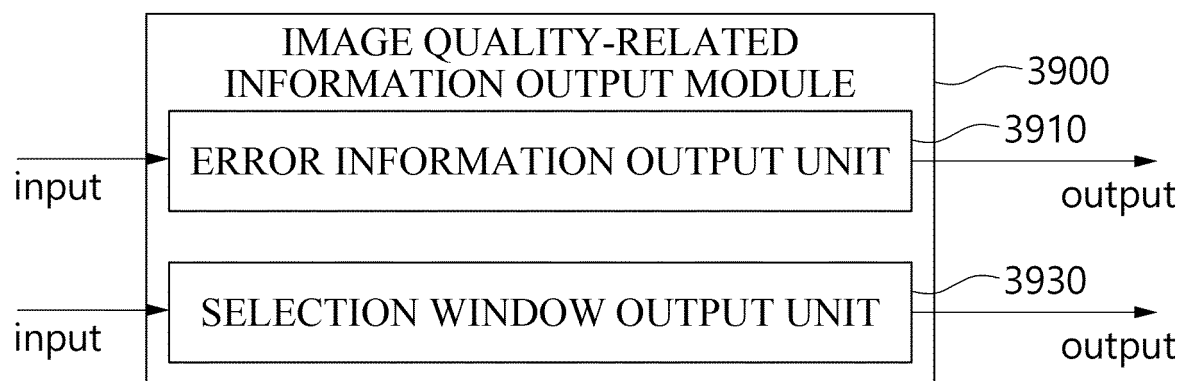 IMAGE QUALITY-RELATED
INFORMATION OUTPUT MODULE
3900
3910
ERROR INFORMATION OUTPUT UNIT
input
output
3930
SELECTION WINDOW OUTPUT UNIT
input
output